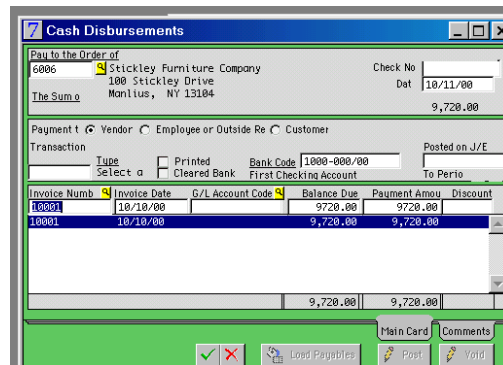 7 Cash Disbursements
Pay to the Order of
6006 Stickley Furniture Company Check No
100 Stickley Drive Dat 10/11/00
The Sum o Manlius, NY 13104
9,720.00
Payment t Vendor Employee or Outside Re Customer
Transaction Posted on J/E
Type Printed Bank Code 1000-000/00
Select a Cleared Bank First Checking Account To Perio
Invoice Numb Invoice Date G/L Account Code Balance Due Payment Amou Discount
10001 10/10/00 9720.00 9720.00
10001 10/10/00 9,720.00 9,720.00
9,720.00 9,720.00
Main Card Comments
Load Payables Post Void